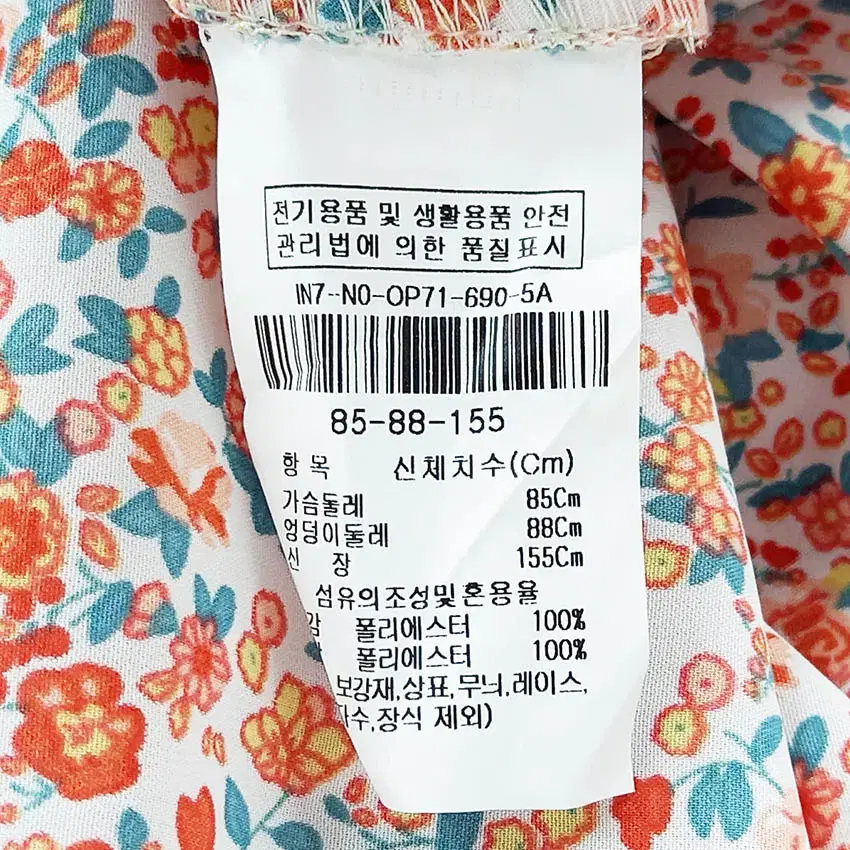 전기용품 및 생활용품 안전
관리법에 의한 품질표시
IN7-N0-OP71-690-5A
85-88-155
항 목 신체치수(Cm)
가슴둘레 85Cm
엉덩이둘레 88Cm
신 장 155Cm
섬유의조성및혼용율
폴리에스터 100%
폴리에스터 100%
보강재,상표,무늬,레이스,
자수,장식 제외)